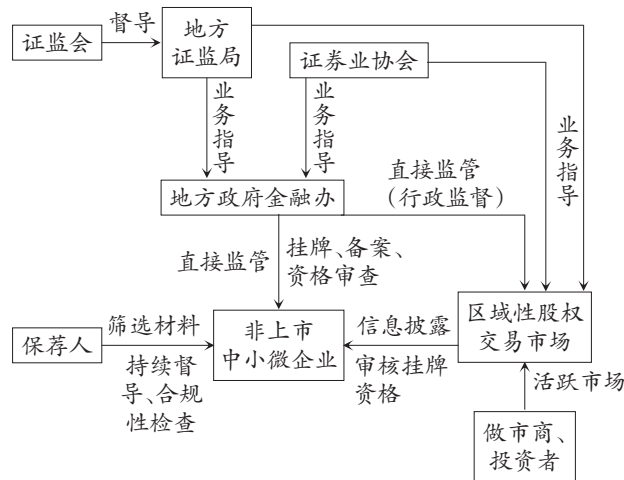 证监会
督导
地方
证监局
证券业协会
业务指导
业务指导
业务指导
地方政府金融办
直接监管
(行政监督)
直接监管
挂牌、备案、
资格审查
保荐人
筛选材料
持续督
导、合规
性检查
非上市
中小微企业
信息披露
审核挂牌
资格
区域性股权
交易市场
活跃市场
做市商、
投资者